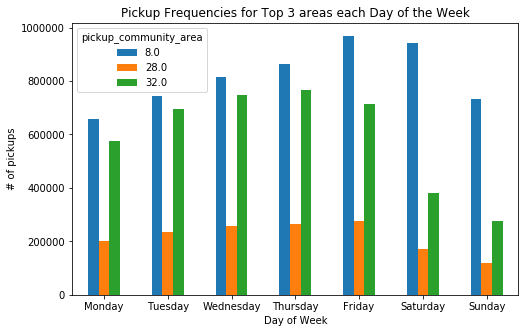 Pickup Frequencies for Top 3 areas each Day of the Week
pickup_community_area
8.0
28.0
32.0
# of pickups
1000000
800000
600000
400000
200000
0
Monday Tuesday Wednesday Thursday Friday Saturday Sunday
Day of Week